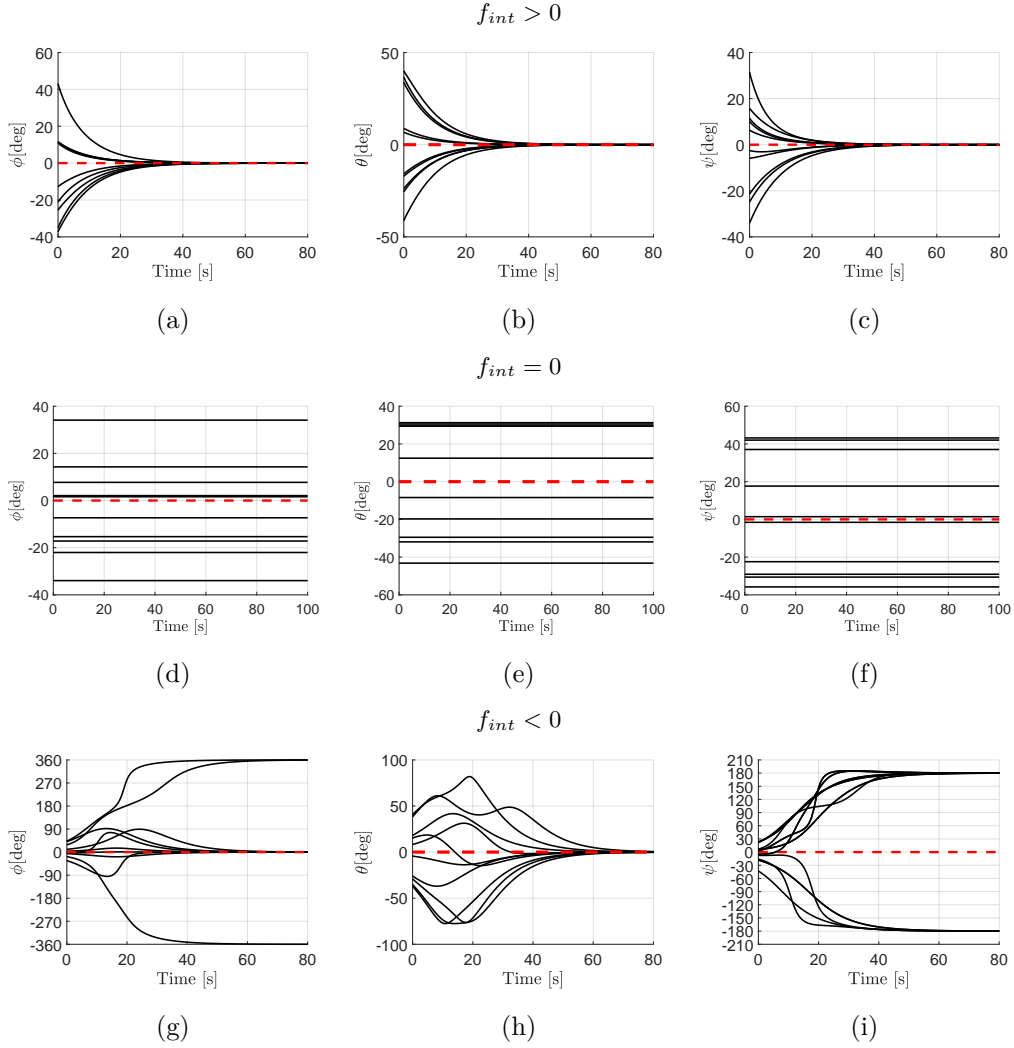 f_int > 0
60
40
20
0
-20
-40
ϕ[deg]
0 20 40 60 80
Time [s]
(a)
50
0
-50
θ[deg]
0 20 40 60 80
Time [s]
(b)
40
20
0
-20
-40
ψ[deg]
0 20 40 60 80
Time [s]
(c)
f_int = 0
40
20
0
-20
-40
ϕ[deg]
0 20 40 60 80 100
Time [s]
(d)
40
20
0
-20
-40
-60
θ[deg]
0 20 40 60 80 100
Time [s]
(e)
60
40
20
0
-20
-40
ψ[deg]
0 20 40 60 80 100
Time [s]
(f)
f_int < 0
360
270
180
90
0
-90
-180
-270
-360
ϕ[deg]
0 20 40 60 80
Time [s]
(g)
100
50
0
-50
-100
θ[deg]
0 20 40 60 80
Time [s]
(h)
210
180
150
120
90
60
30
0
-30
-60
-90
-120
-150
-180
-210
ψ[deg]
0 20 40 60 80
Time [s]
(i)